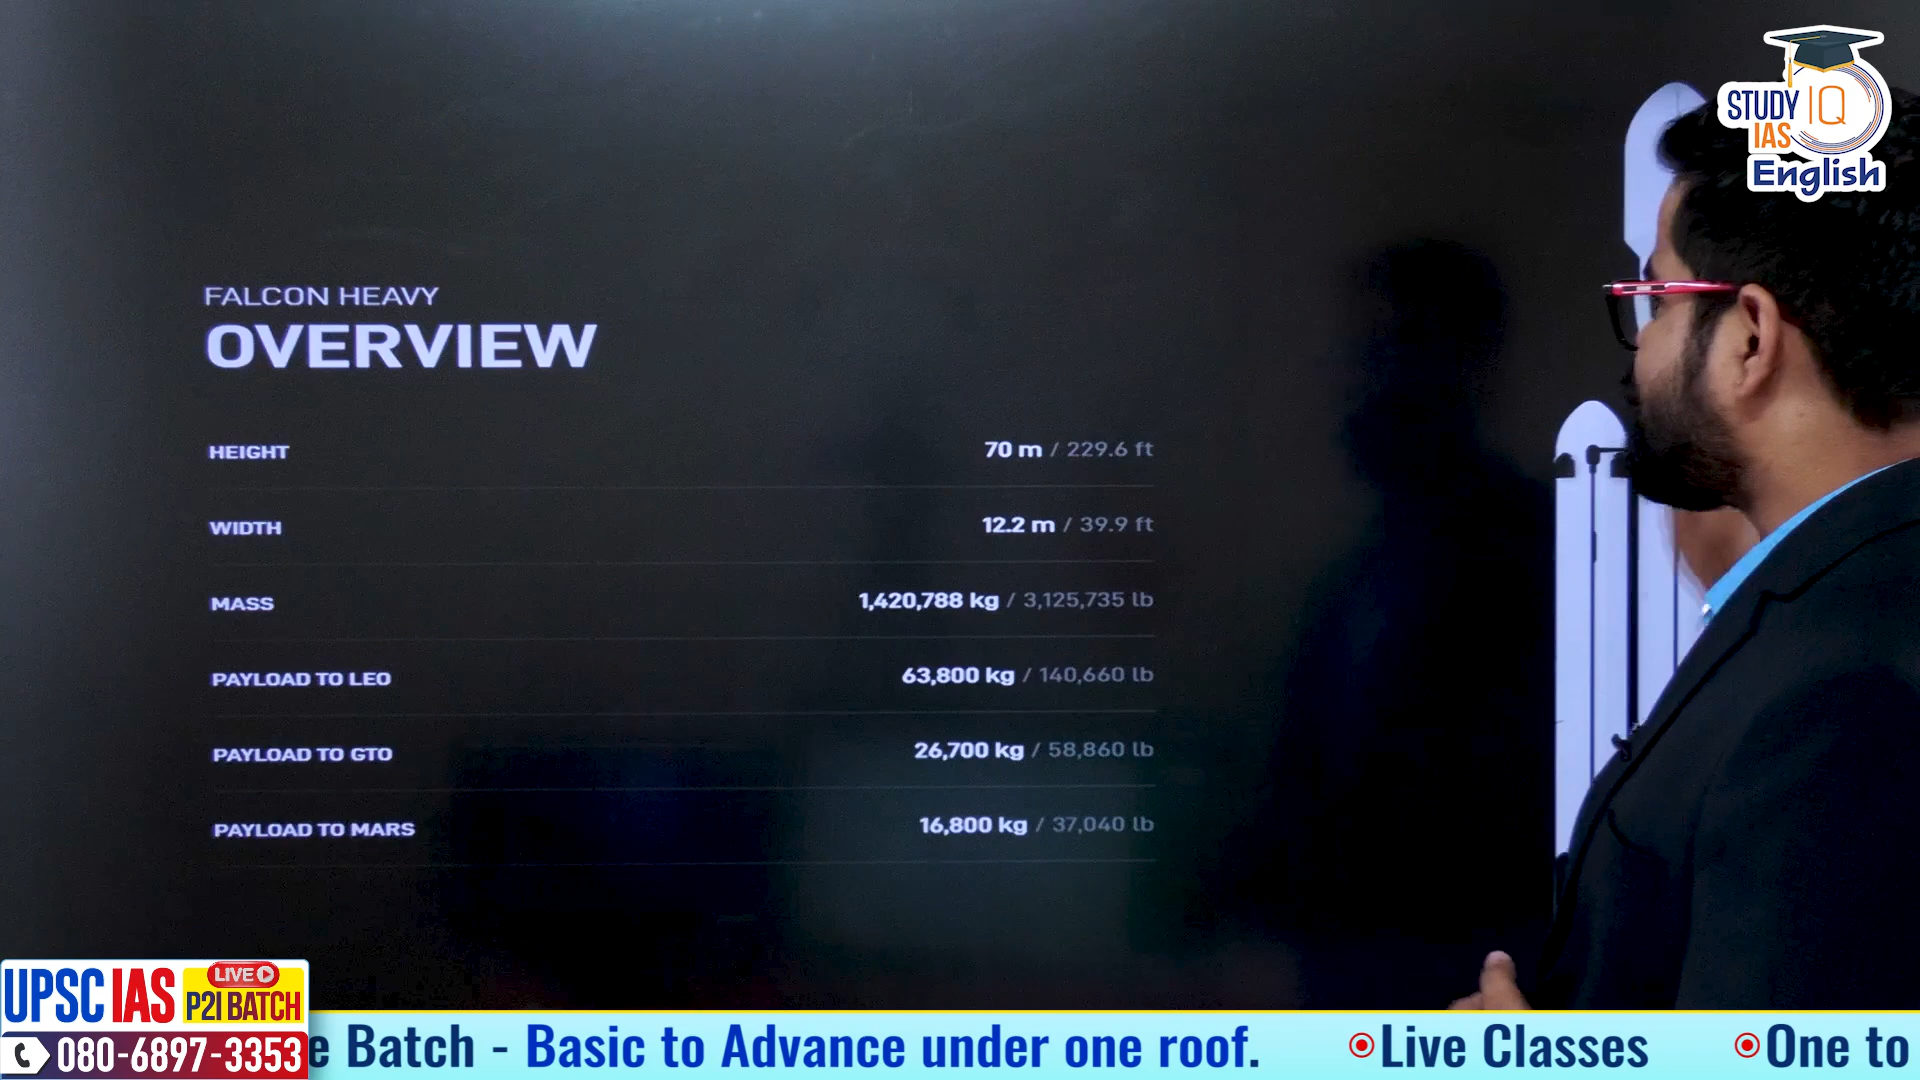 STUDY IQ
IAS
English
FALCON HEAVY
OVERVIEW
HEIGHT 70 m / 229.6 ft
WIDTH 12.2 m / 39.9 ft
MASS 1,420,788 kg / 3,125,735 lb
PAYLOAD TO LEO 63,800 kg / 140,660 lb
PAYLOAD TO GTO 26,700 kg / 58,860 lb
PAYLOAD TO MARS 16,800 kg / 37,040 lb
UPSC IAS LIVE P2I BATCH
080-6897-3353
e Batch - Basic to Advance under one roof. Live Classes One to